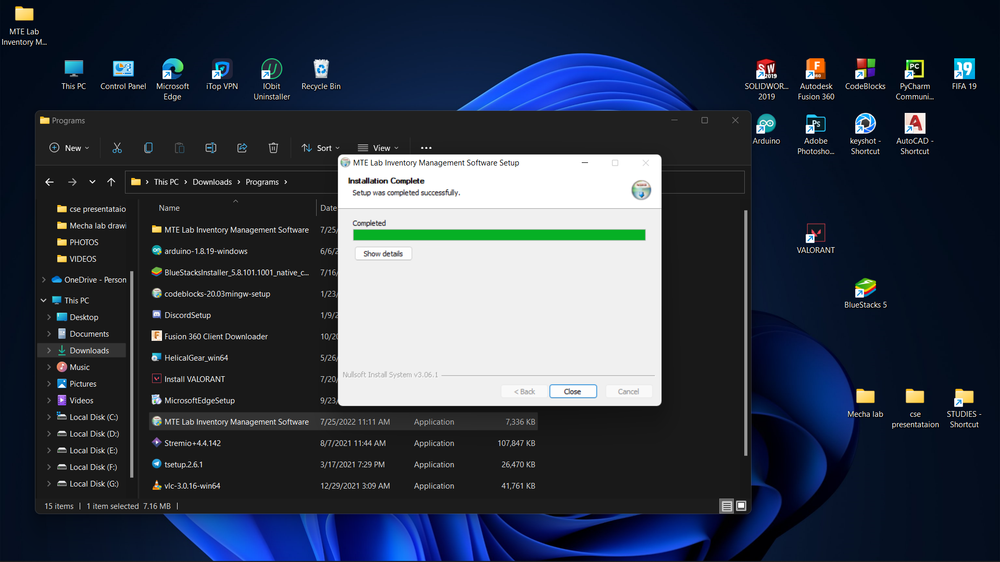 MTE Lab
Inventory M...
This PC
Control Panel
Microsoft
Edge
iTop VPN
IObit
Uninstaller
Recycle Bin
SOLIDWOR...
2019
Autodesk
Fusion 360
CodeBlocks
PyCharm
Communi...
FIFA 19
Arduino
Adobe
Photosho...
keyshot -
Shortcut
AutoCAD -
Shortcut
VALORANT
BlueStacks 5
Mecha lab
cse
presentataion
STUDIES -
Shortcut
Programs
New
Sort
View
This PC
Downloads
Programs
cse presentataio
Mecha lab drawi
PHOTOS
VIDEOS
OneDrive - Person
This PC
Desktop
Documents
Downloads
Music
Pictures
Videos
Local Disk (C:)
Local Disk (D:)
Local Disk (E:)
Local Disk (F:)
Local Disk (G:)
Name Date
MTE Lab Inventory Management Software 7/25/
arduino-1.8.19-windows 6/6/2
BlueStacksInstaller_5.8.101.1001_native_c... 7/16/
codeblocks-20.03mingw-setup 1/23/
DiscordSetup 1/9/2
Fusion 360 Client Downloader 10/20
HelicalGear_win64 5/26/
Install VALORANT 7/20/
MicrosoftEdgeSetup 9/23/
MTE Lab Inventory Management Software 7/25/2022 11:11 AM Application 7,336 KB
Stremio+4.4.142 8/7/2021 11:44 AM Application 107,847 KB
tsetup.2.6.1 3/17/2021 7:29 PM Application 26,470 KB
vlc-3.0.16-win64 12/29/2021 3:09 AM Application 41,761 KB
15 items 1 item selected 7.16 MB
MTE Lab Inventory Management Software Setup
Installation Complete
Setup was completed successfully.
Completed
Show details
Nullsoft Install System v3.06.1
< Back
Close
Cancel